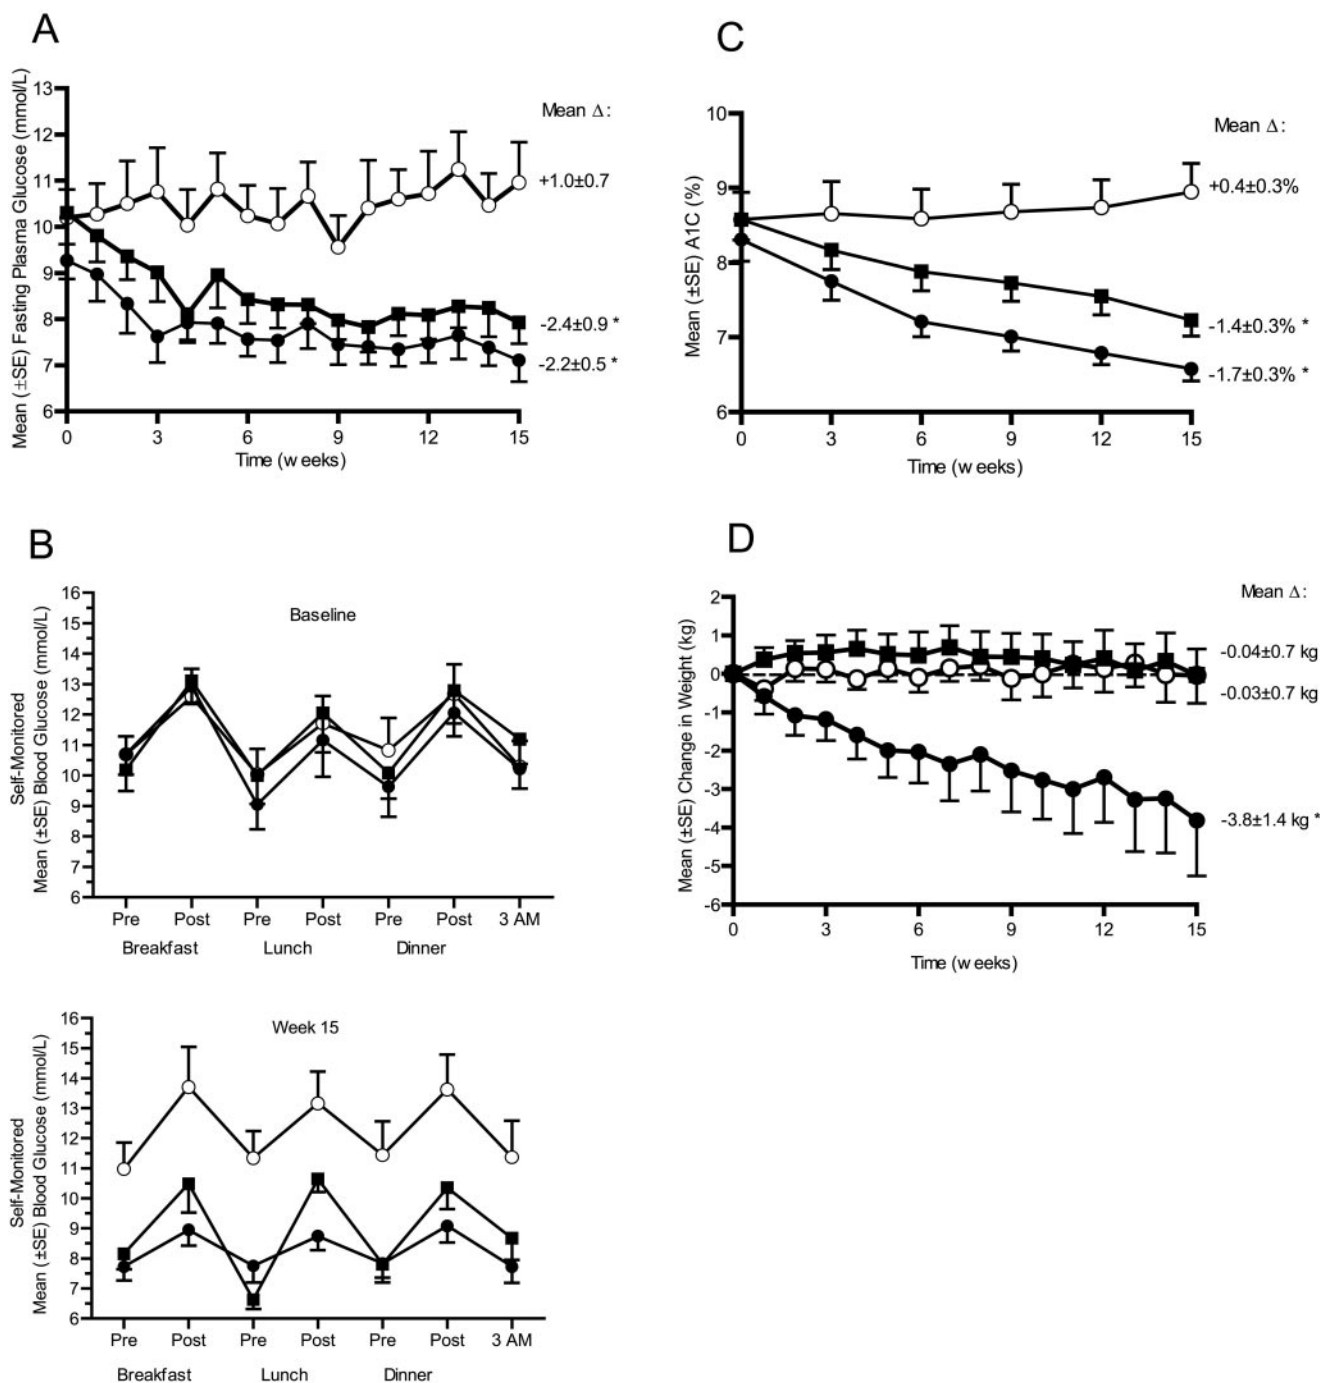 A
Mean (±SE) Fasting Plasma Glucose (mmol/L)
13
12
11
10
9
8
7
6
0 3 6 9 12 15
Time (weeks)
Mean Δ:
+1.0±0.7
-2.4±0.9 *
-2.2±0.5 *
C
Mean (±SE) A1C (%)
10
9
8
7
6
0 3 6 9 12 15
Time (weeks)
Mean Δ:
+0.4±0.3%
-1.4±0.3% *
-1.7±0.3% *
B
Self-Monitored
Mean (±SE) Blood Glucose (mmol/L)
Baseline
16
15
14
13
12
11
10
9
8
7
6
Pre Post Pre Post Pre Post 3 AM
Breakfast Lunch Dinner
D
Mean (±SE) Change in Weight (kg)
2
1
0
-1
-2
-3
-4
-5
-6
0 3 6 9 12 15
Time (weeks)
Mean Δ:
-0.04±0.7 kg
-0.03±0.7 kg
-3.8±1.4 kg *
Self-Monitored
Mean (±SE) Blood Glucose (mmol/L)
Week 15
16
15
14
13
12
11
10
9
8
7
6
Pre Post Pre Post Pre Post 3 AM
Breakfast Lunch Dinner